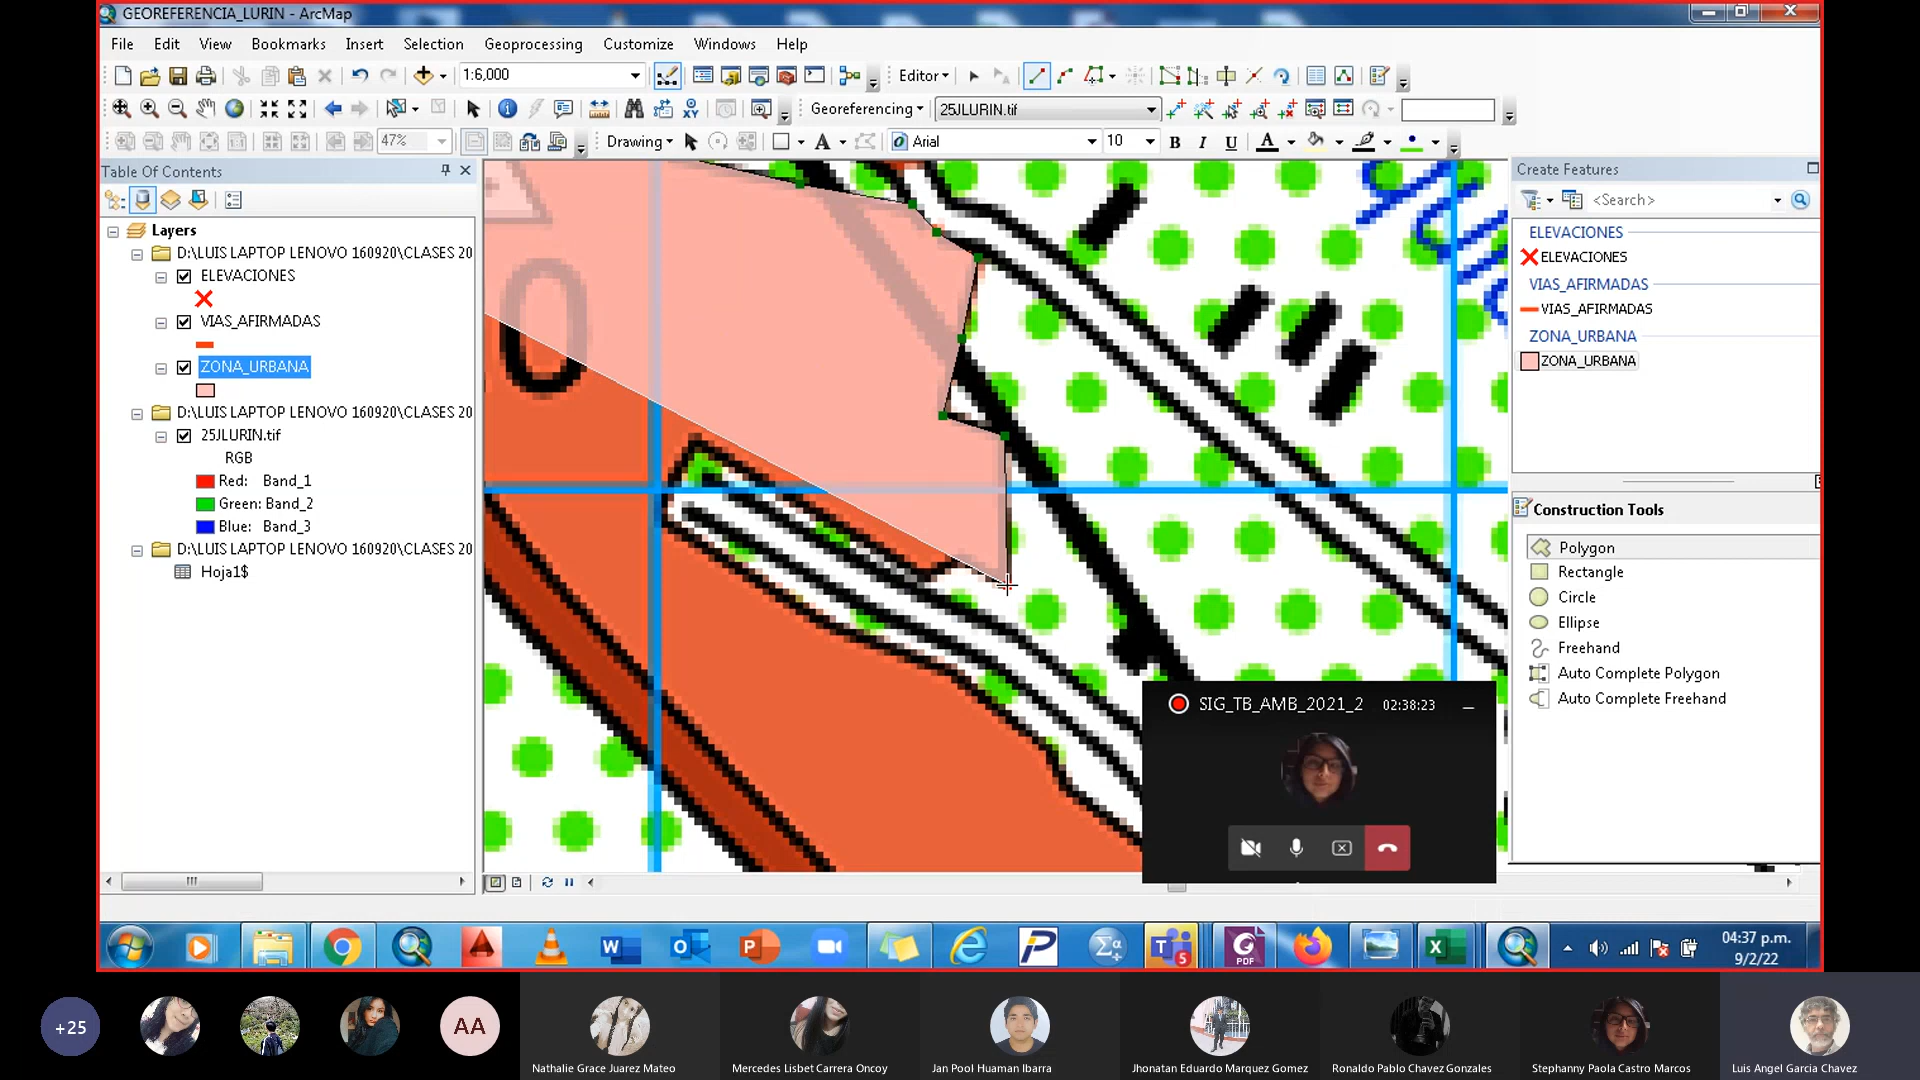 GEOREFERENCIA_LURIN - ArcMap
File Edit View Bookmarks Insert Selection Geoprocessing Customize Windows Help
1:6,000 Editor
Georeferencing 25JLURIN.tif
47% Drawing A Arial 10 B I U A
Table Of Contents
Layers
D:\LUIS LAPTOP LENOVO 160920\CLASES 20
ELEVACIONES
VIAS_AFIRMADAS
ZONA_URBANA
D:\LUIS LAPTOP LENOVO 160920\CLASES 20
25JLURIN.tif
RGB
Red: Band_1
Green: Band_2
Blue: Band_3
D:\LUIS LAPTOP LENOVO 160920\CLASES 20
Hoja1$
Create Features
<Search>
ELEVACIONES
ELEVACIONES
VIAS_AFIRMADAS
VIAS_AFIRMADAS
ZONA_URBANA
ZONA_URBANA
Construction Tools
Polygon
Rectangle
Circle
Ellipse
Freehand
Auto Complete Polygon
Auto Complete Freehand
SIG_TB_AMB_2021_2 02:38:23
04:37 p.m.
9/2/22
+25
AA
Nathalie Grace Juarez Mateo
Mercedes Lisbet Carrera Oncoy
Jan Pool Huaman Ibarra
Jhonatan Eduardo Marquez Gomez
Ronaldo Pablo Chavez Gonzales
Stephanny Paola Castro Marcos
Luis Angel Garcia Chavez